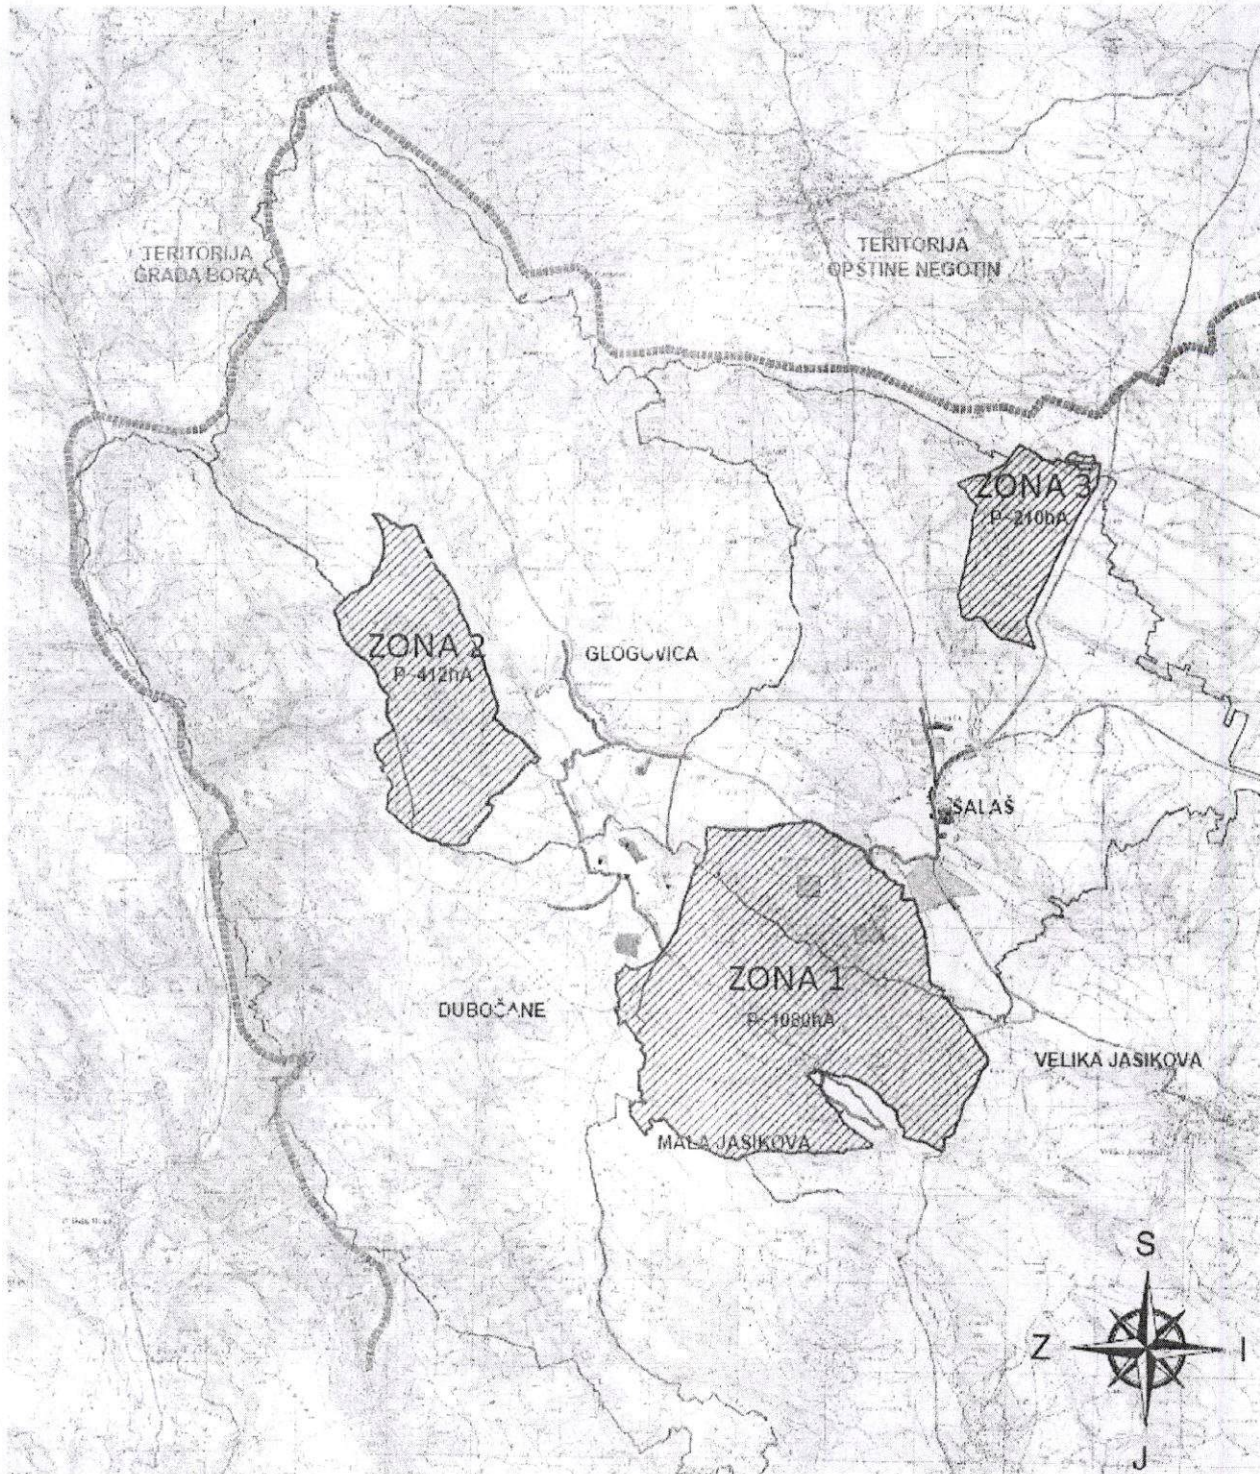 TERITORIJA
GRADA BORA
TERITORIJA
OPŠTINE NEGOTIN
ZONA 3
P~210hA
ZONA 2
P~412hA
GLOGOVICA
ŠALAŠ
ZONA 1
P~1080hA
DUBOČANE
VELIKA JASIKOVA
MALA JASIKOVA
S
Z
I
J